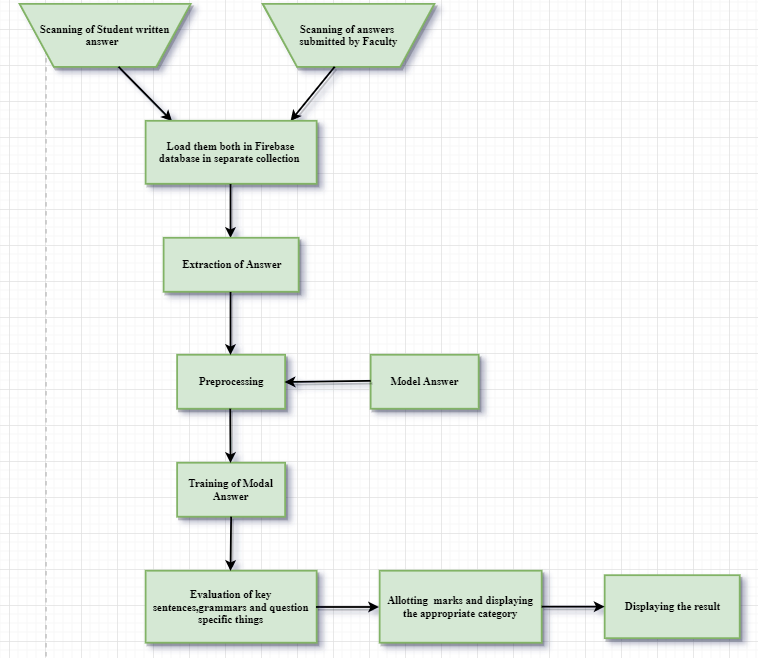 Scanning of Student written
answer
Scanning of answers
submitted by Faculty
Load them both in Firebase
database in separate collection
Extraction of Answer
Preprocessing
Model Answer
Training of Modal
Answer
Evaluation of key
sentences,grammars and question
specific things
Allotting marks and displaying
the appropriate category
Displaying the result